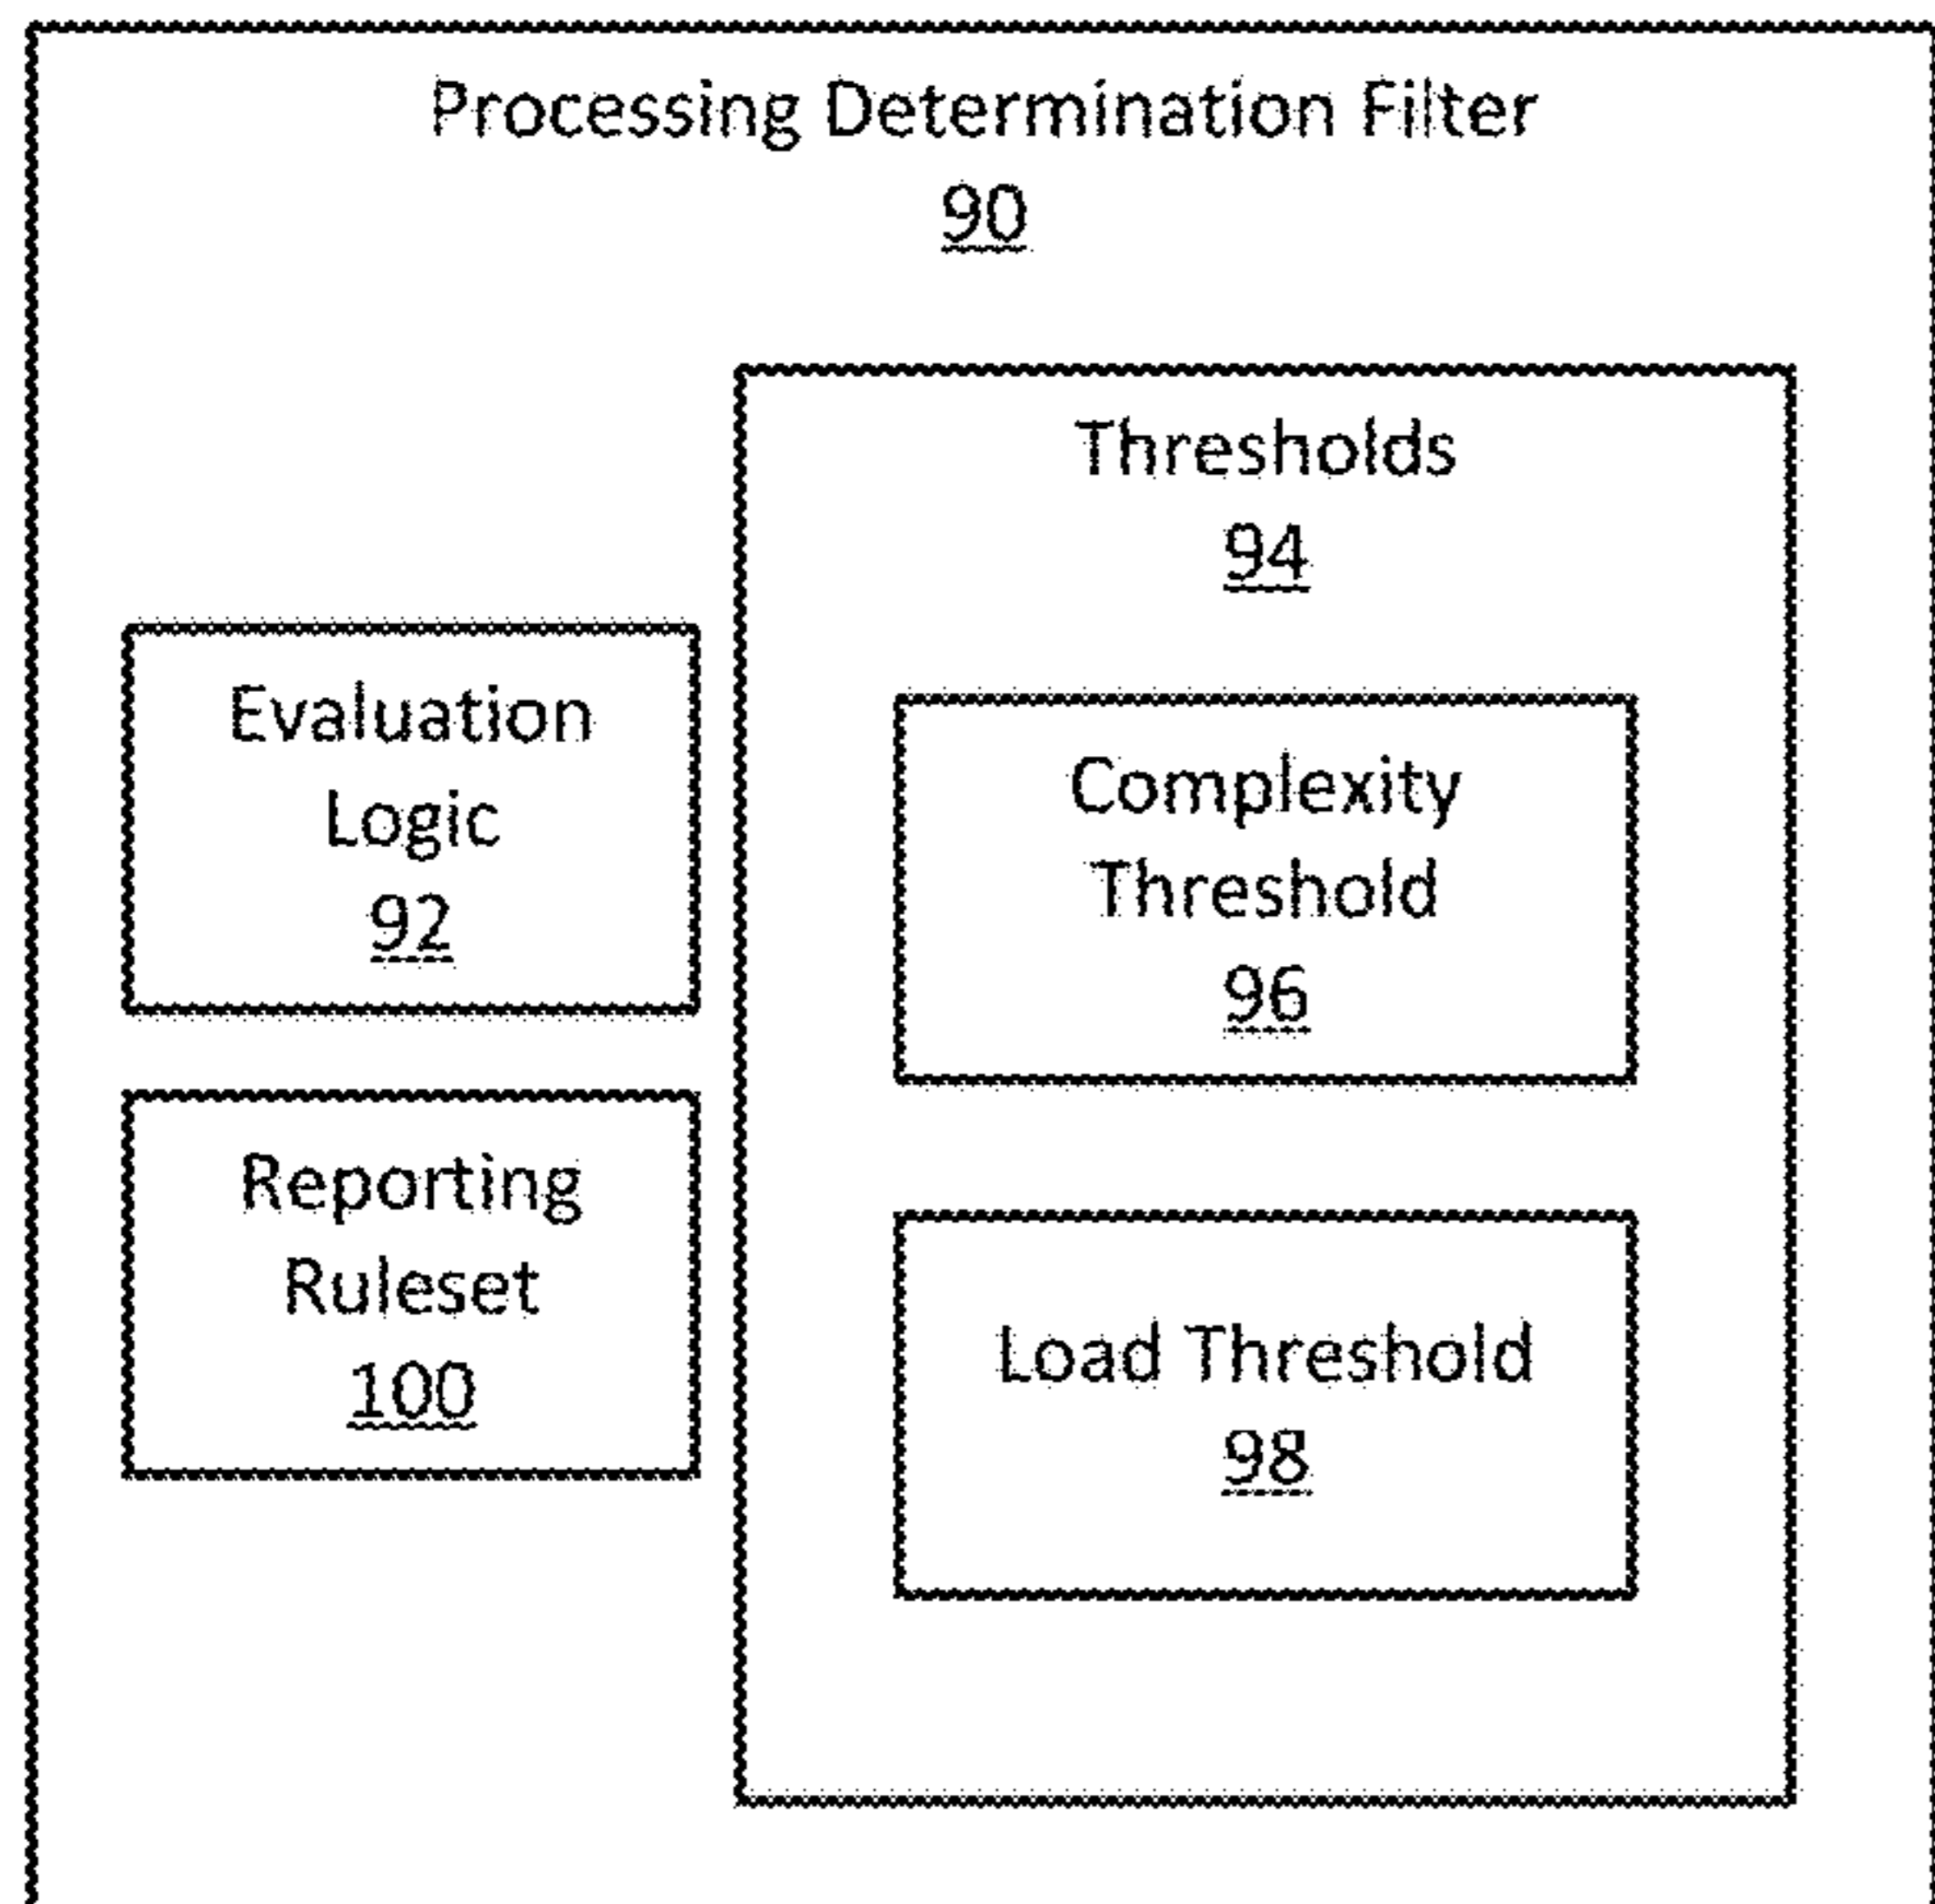 Processing Determination Filter
90
Thresholds
94
Evaluation
Logic
92
Complexity
Threshold
96
Reporting
Ruleset
100
Load Threshold
98